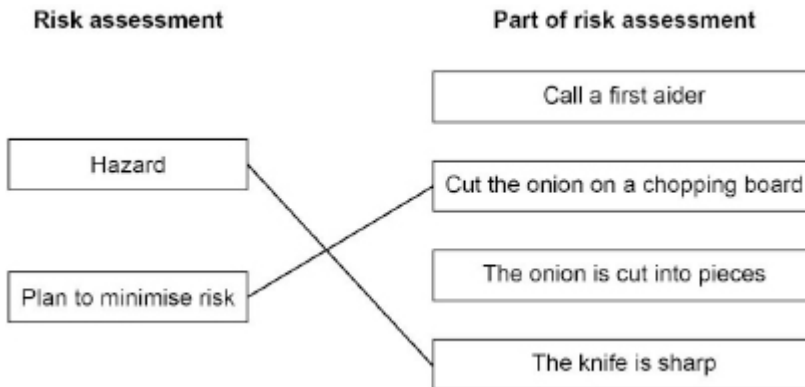 Risk assessment
Part of risk assessment
Call a first aider
Hazard
Cut the onion on a chopping board
The onion is cut into pieces
Plan to minimise risk
The knife is sharp